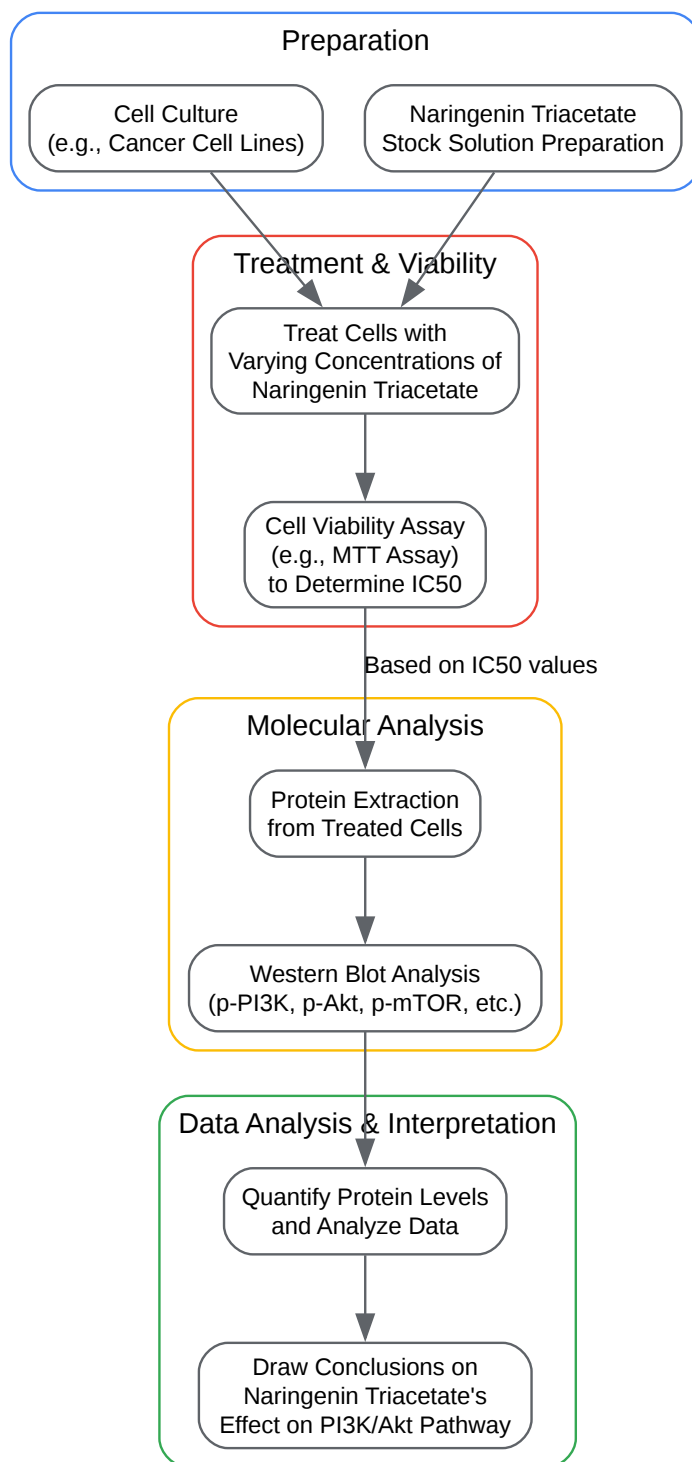 Preparation
Cell Culture
(e.g., Cancer Cell Lines)
Naringenin Triacetate
Stock Solution Preparation
Treatment & Viability
Treat Cells with
Varying Concentrations of
Naringenin Triacetate
Cell Viability Assay
(e.g., MTT Assay)
to Determine IC50
Based on IC50 values
Molecular Analysis
Protein Extraction
from Treated Cells
Western Blot Analysis
(p-PI3K, p-Akt, p-mTOR, etc.)
Data Analysis & Interpretation
Quantify Protein Levels
and Analyze Data
Draw Conclusions on
Naringenin Triacetate's
Effect on PI3K/Akt Pathway